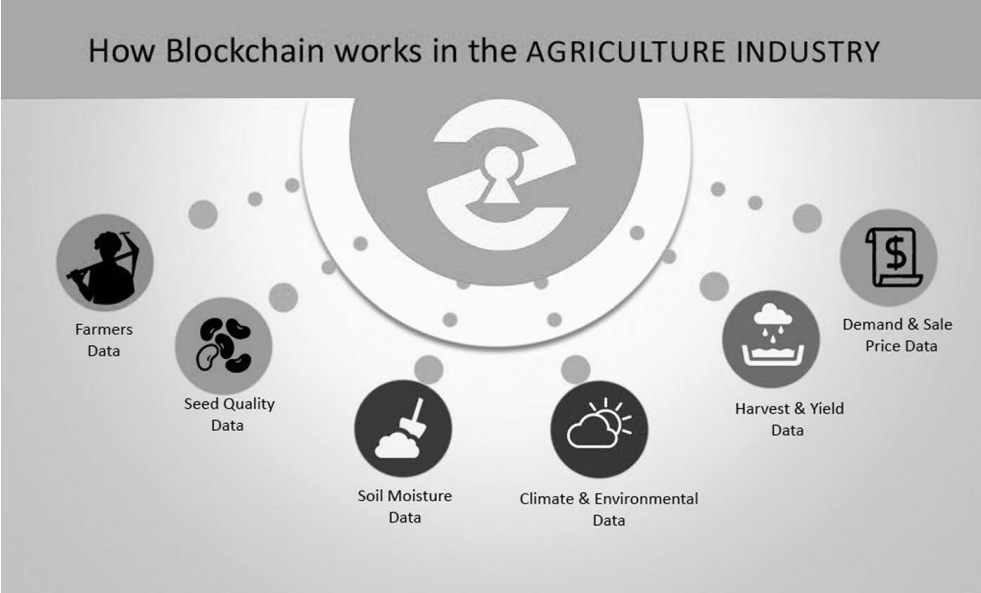 How Blockchain works in the AGRICULTURE INDUSTRY
Farmers
Data
Seed Quality
Data
Soil Moisture
Data
Climate & Environmental
Data
Harvest & Yield
Data
$
Demand & Sale
Price Data